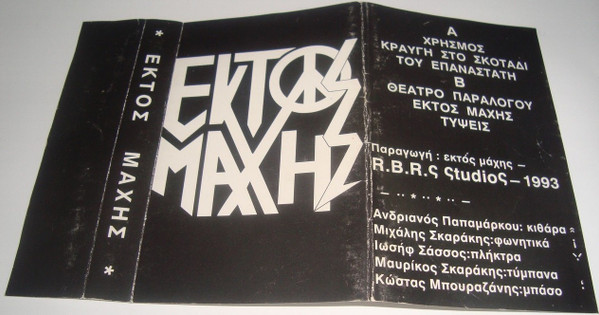 * ΕΚΤΟΣ ΜΑΧΗΣ *
ΕΚΤΟΣ
ΜΑΧΗΣ
Α
ΧΡΗΣΜΟΣ
ΚΡΑΥΓΗ ΣΤΟ ΣΚΟΤΑΔΙ
ΤΟΥ ΕΠΑΝΑΣΤΑΤΗ
Β
ΘΕΑΤΡΟ ΠΑΡΑΛΟΓΟΥ
ΕΚΤΟΣ ΜΑΧΗΣ
ΤΥΨΕΙΣ
Παραγωγή : εκτός μάχης –
R.B.R.ς ςtudioς – 1993
Ανδριανός Παπαμάρκου: κιθάρα
Μιχάλης Σκαράκης:φωνητικά
Ιωσήφ Σάσσος:πλήκτρα
Μαυρίκος Σκαράκης:τύμπανα
Κώστας Μπουραζάνης:μπάσο